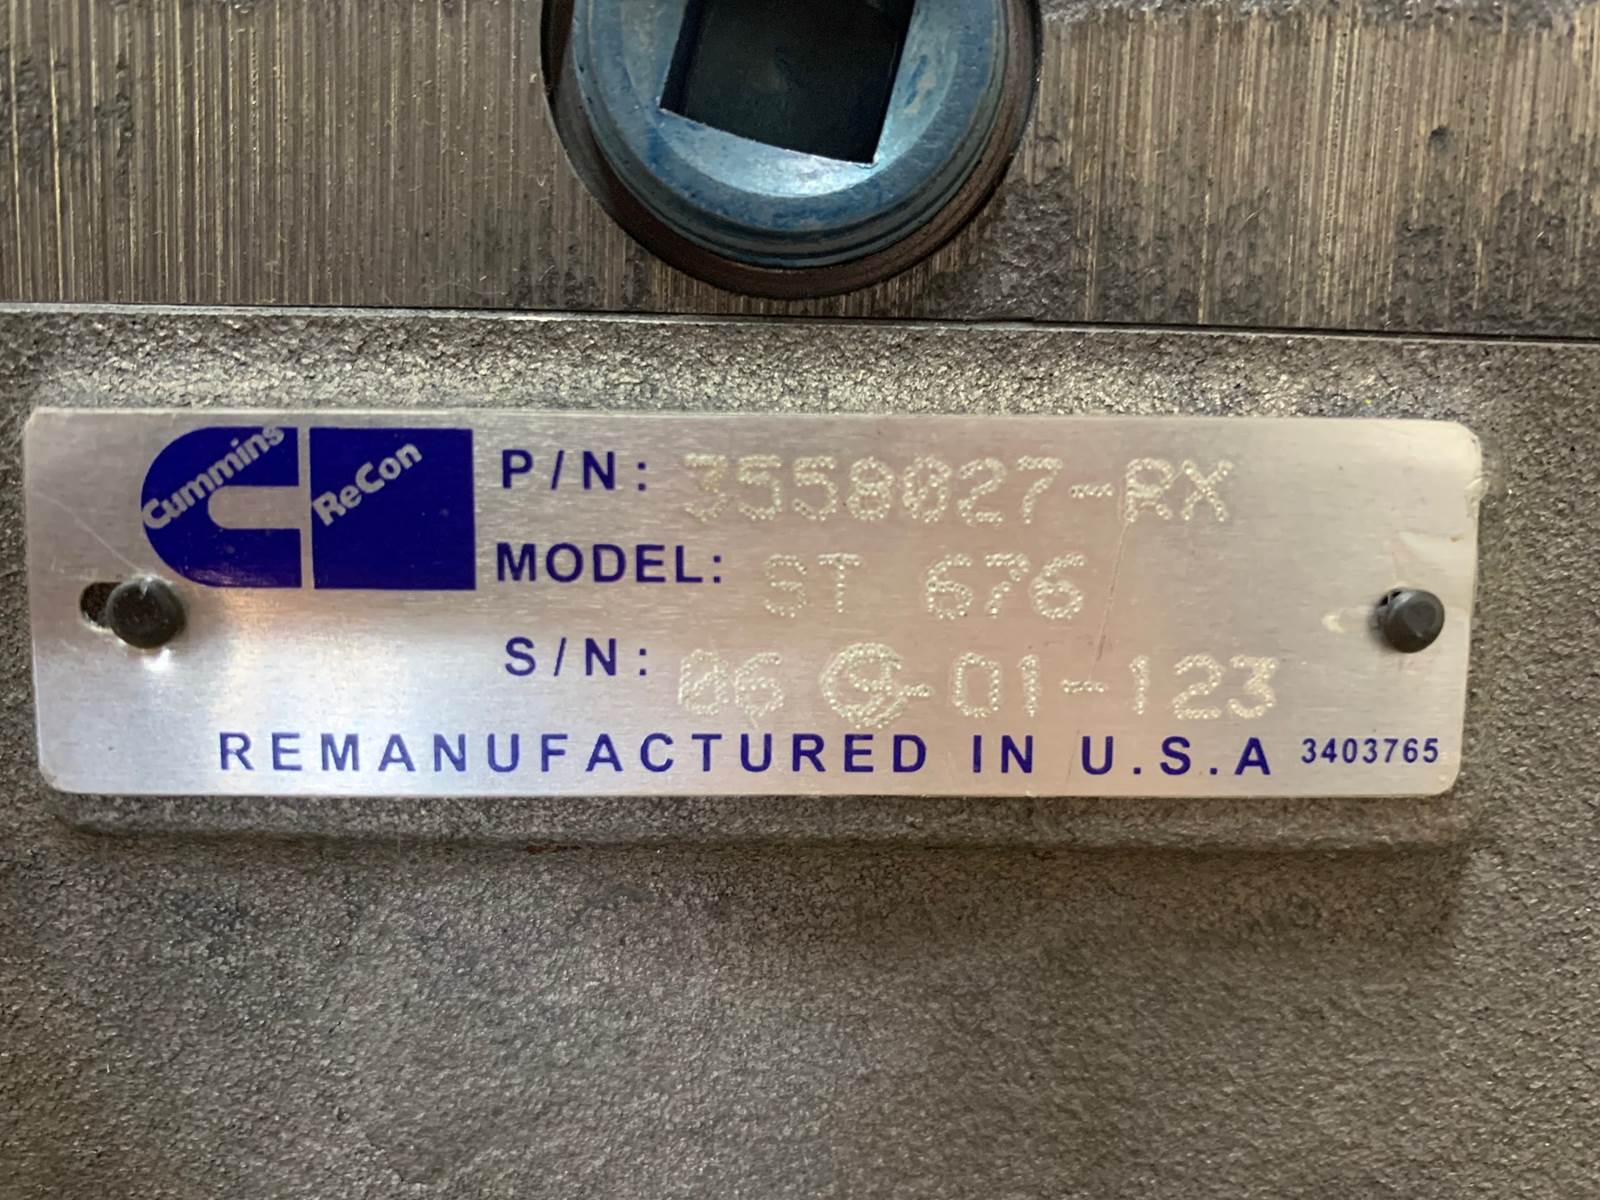 Cummins ReCon
P/N: 3558027-RX
MODEL: ST 676
S/N: 06 -01-123
REMANUFACTURED IN U.S.A 3403765